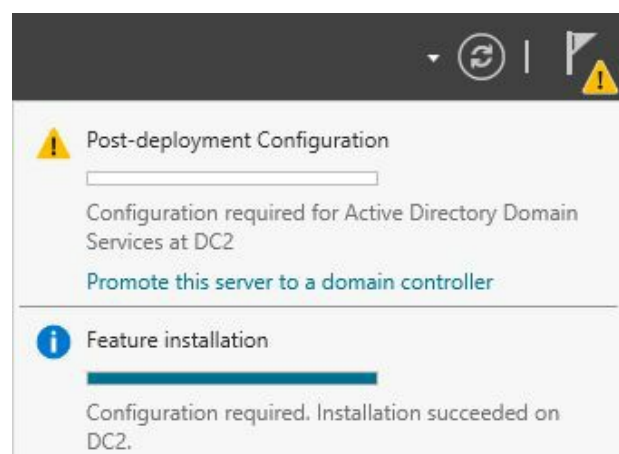 Post-deployment Configuration
Configuration required for Active Directory Domain
Services at DC2
Promote this server to a domain controller
Feature installation
Configuration required. Installation succeeded on
DC2.